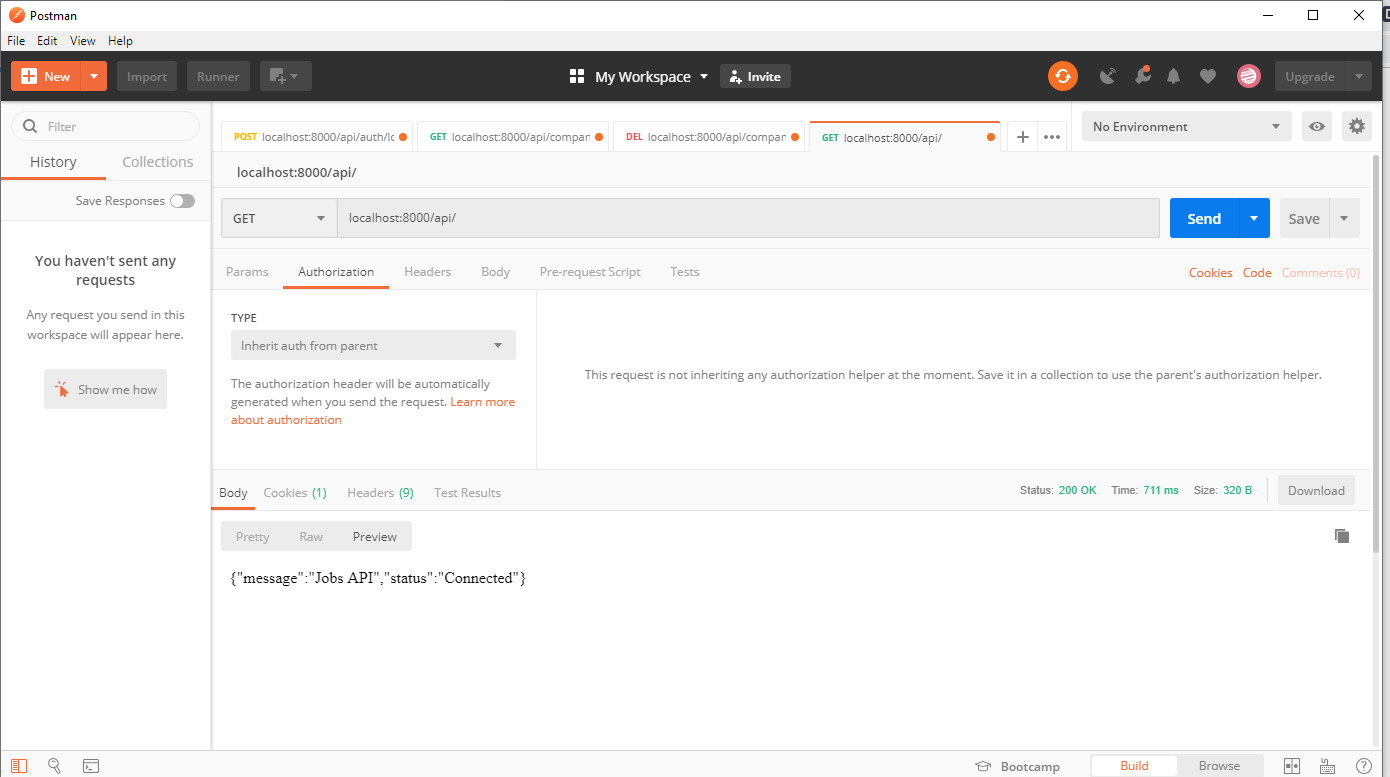 Postman
File Edit View Help
New Import Runner My Workspace Invite Upgrade
Filter
History Collections
Save Responses
You haven't sent any
requests
Any request you send in this
workspace will appear here.
Show me how
POST localhost:8000/api/auth/lo GET localhost:8000/api/compan DEL localhost:8000/api/compan GET localhost:8000/api/ + ••• No Environment
localhost:8000/api/
GET localhost:8000/api/ Send Save
Params Authorization Headers Body Pre-request Script Tests Cookies Code Comments (0)
TYPE
Inherit auth from parent
The authorization header will be automatically
generated when you send the request. Learn more
about authorization
This request is not inheriting any authorization helper at the moment. Save it in a collection to use the parent's authorization helper.
Body Cookies (1) Headers (9) Test Results Status: 200 OK Time: 711 ms Size: 320 B Download
Pretty Raw Preview
{"message":"Jobs API","status":"Connected"}
Bootcamp Build Browse